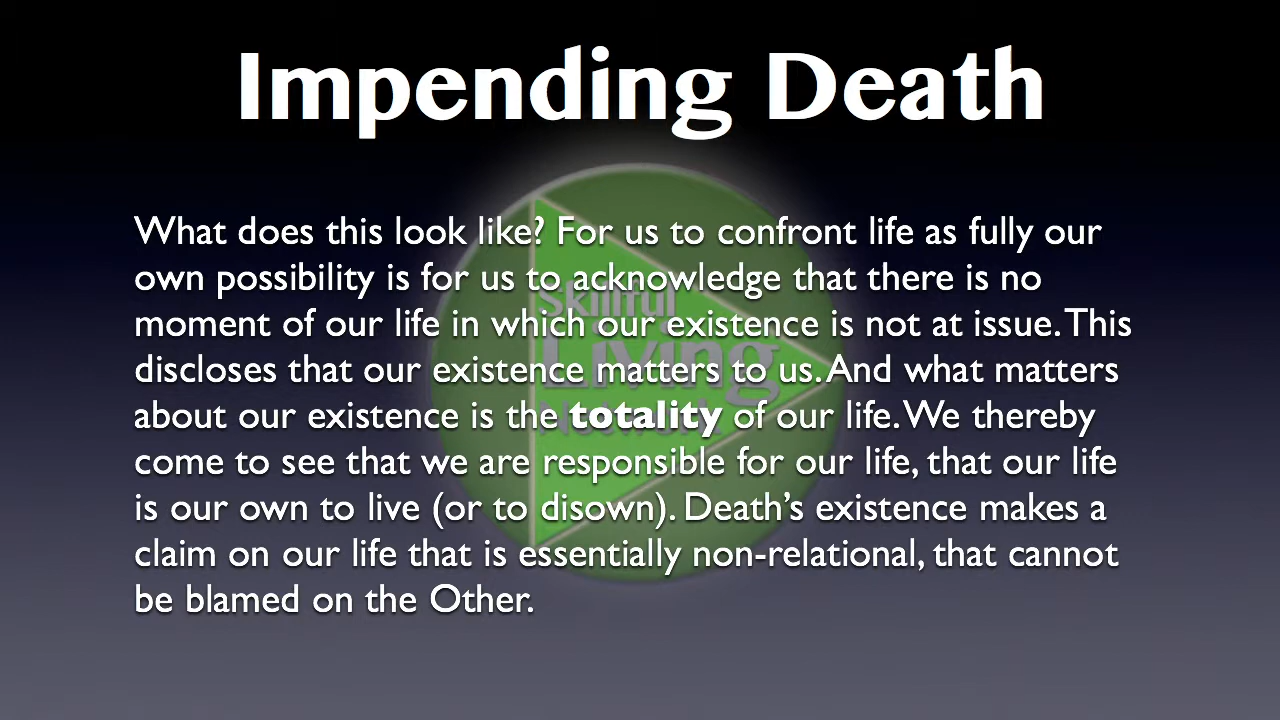 Impending Death
What does this look like? For us to confront life as fully our
own possibility is for us to acknowledge that there is no
moment of our life in which our existence is not at issue. This
discloses that our existence matters to us. And what matters
about our existence is the totality of our life. We thereby
come to see that we are responsible for our life, that our life
is our own to live (or to disown). Death's existence makes a
claim on our life that is essentially non-relational, that cannot
be blamed on the Other.
Skillful
Living
Network